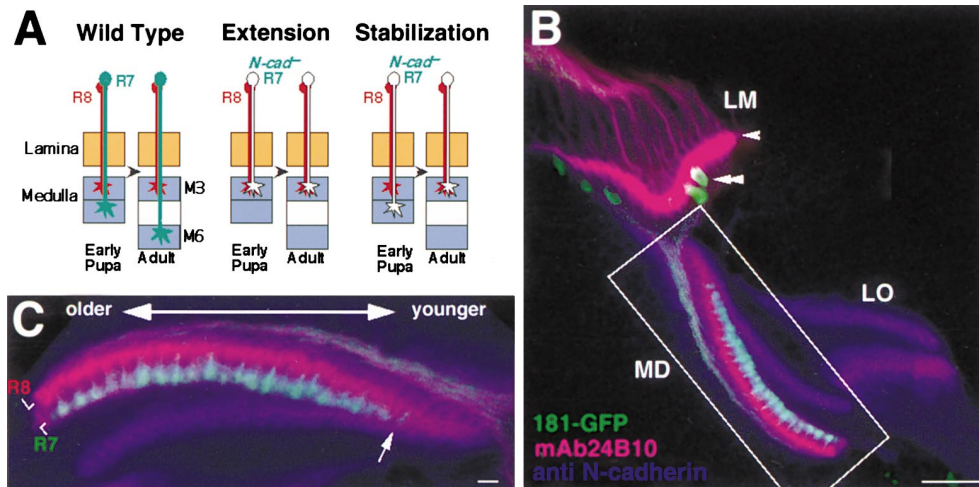 A
Wild Type
Extension
Stabilization
N-cad–
R7
R8
N-cad–
R7
R8
R7
R8
Lamina
Medulla
M3
M6
Early
Pupa
Adult
Early
Pupa
Adult
Early
Pupa
Adult
B
LM
LO
MD
181-GFP
mAb24B10
anti N-cadherin
C
older
younger
R8
R7